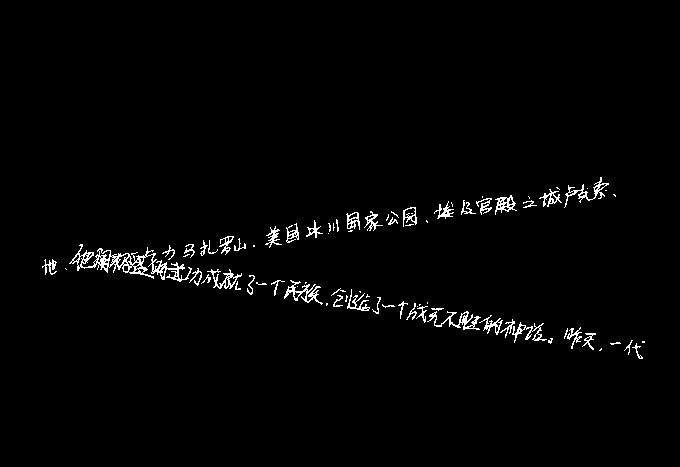 地、乞力马扎罗山、美国冰川国家公园、埃及宫殿之城卢克索、
他武功成就了一个民族,创造了一个战无不胜的神话。昨天,一代